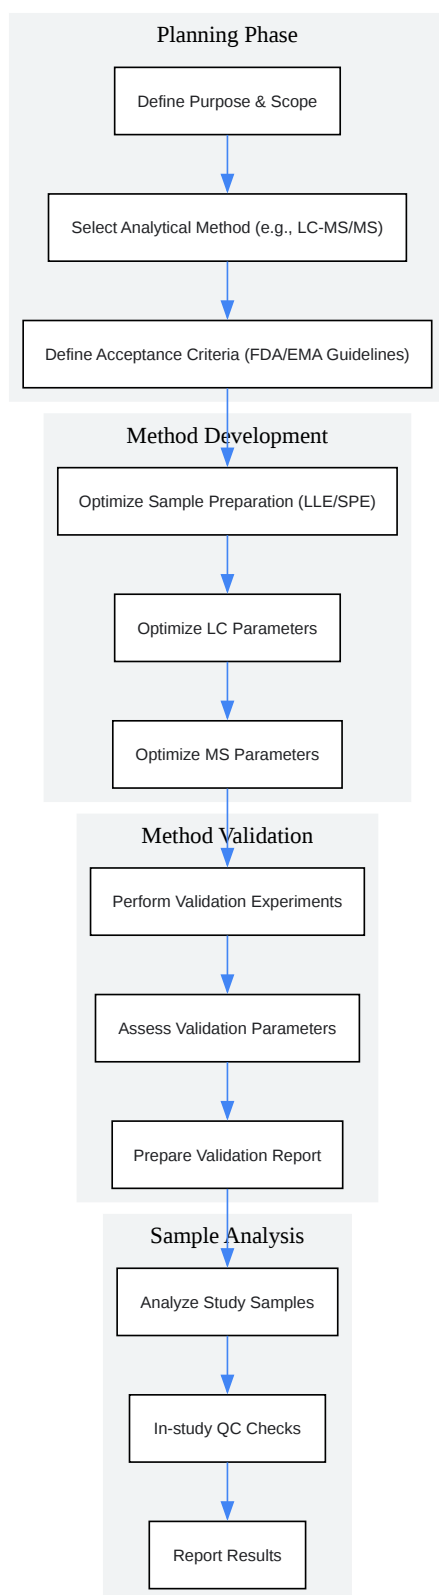 Planning Phase
Define Purpose & Scope
Select Analytical Method (e.g., LC-MS/MS)
Define Acceptance Criteria (FDA/EMA Guidelines)
Method Development
Optimize Sample Preparation (LLE/SPE)
Optimize LC Parameters
Optimize MS Parameters
Method Validation
Perform Validation Experiments
Assess Validation Parameters
Prepare Validation Report
Sample Analysis
Analyze Study Samples
In-study QC Checks
Report Results